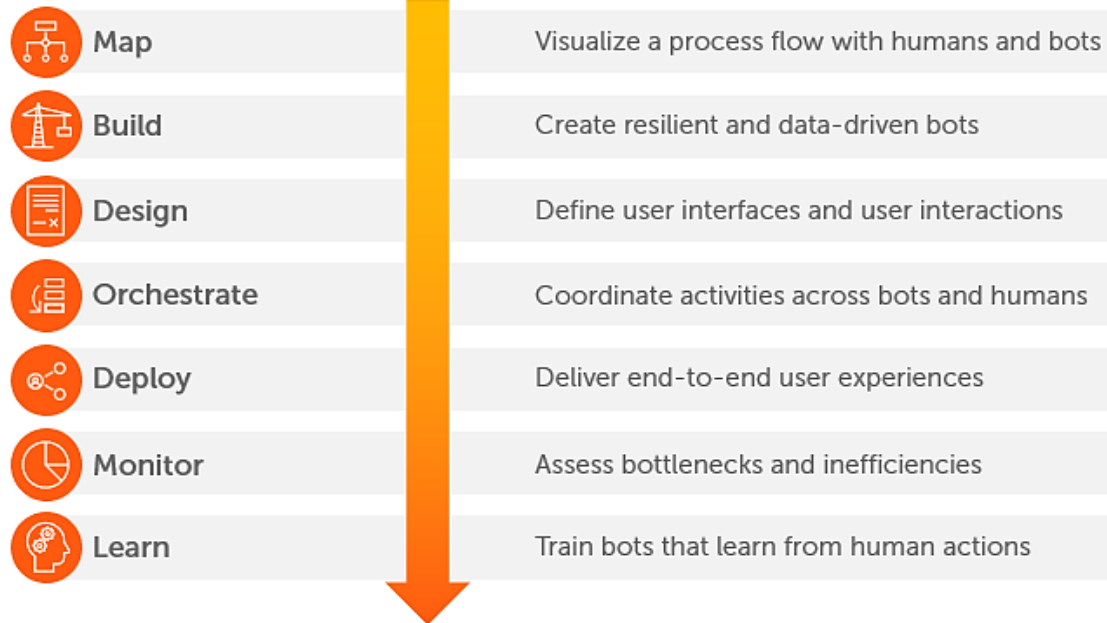 Map
Visualize a process flow with humans and bots
Build
Create resilient and data-driven bots
Design
Define user interfaces and user interactions
Orchestrate
Coordinate activities across bots and humans
Deploy
Deliver end-to-end user experiences
Monitor
Assess bottlenecks and inefficiencies
Learn
Train bots that learn from human actions